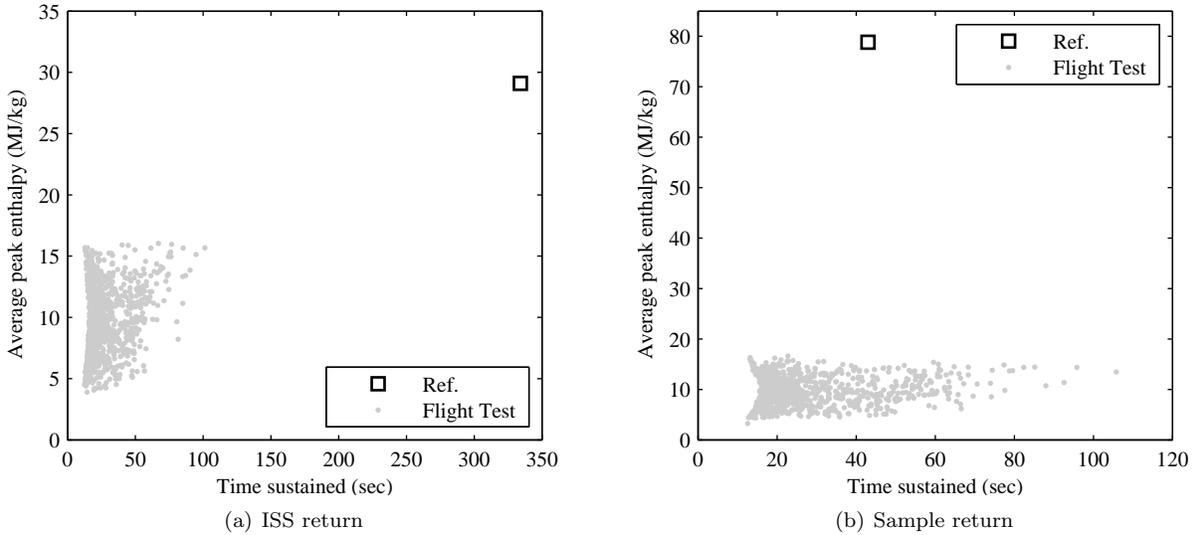 35
30
25
20
15
10
5
0
0 50 100 150 200 250 300 350
Average peak enthalpy (MJ/kg)
Time sustained (sec)
Ref.
Flight Test
(a) ISS return
80
70
60
50
40
30
20
10
0
0 20 40 60 80 100 120
Average peak enthalpy (MJ/kg)
Time sustained (sec)
Ref.
Flight Test
(b) Sample return